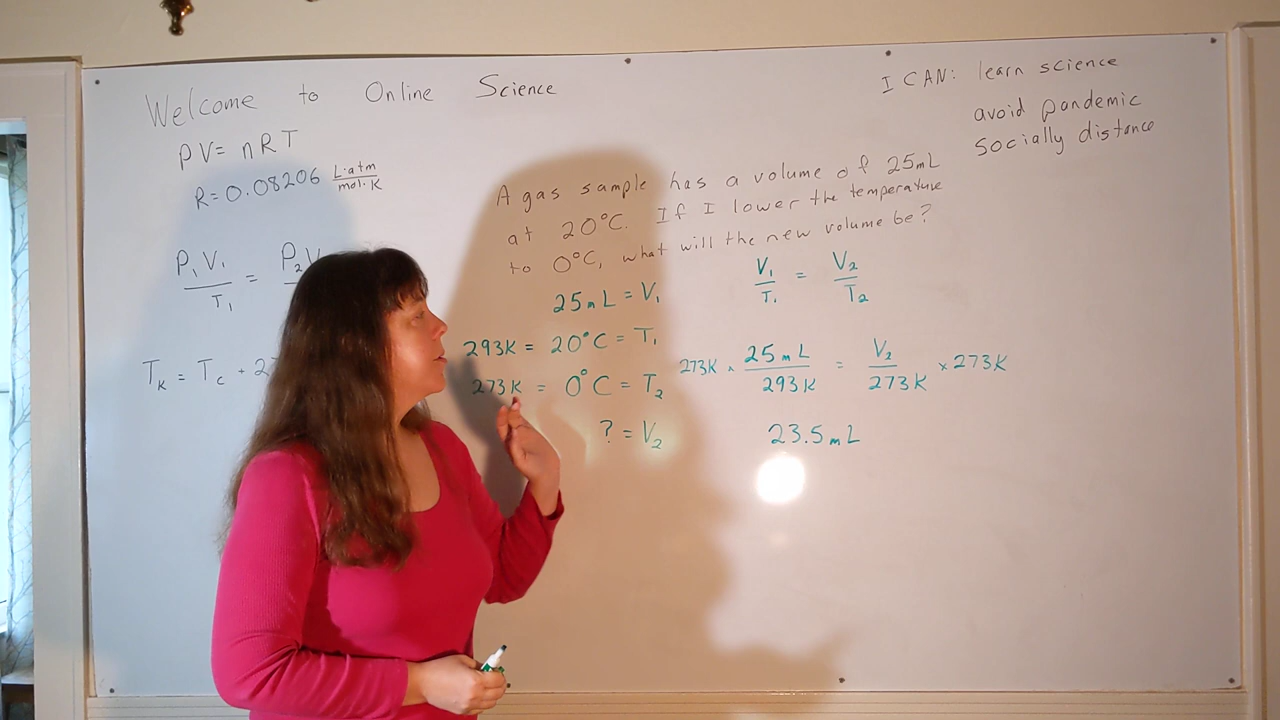 Welcome to Online Science
PV = nRT
R = 0.08206 L·atm / mol·K
P₁V₁ / T₁ = P₂V
T_K = T_C + 27
I CAN: learn science
avoid pandemic
socially distance
A gas sample has a volume of 25mL
at 20°C. If I lower the temperature
to 0°C, what will the new volume be?
25mL = V₁
293K = 20°C = T₁
273K = 0°C = T₂
? = V₂
V₁ / T₁ = V₂ / T₂
273K × 25mL / 293K = V₂ / 273K × 273K
23.5mL